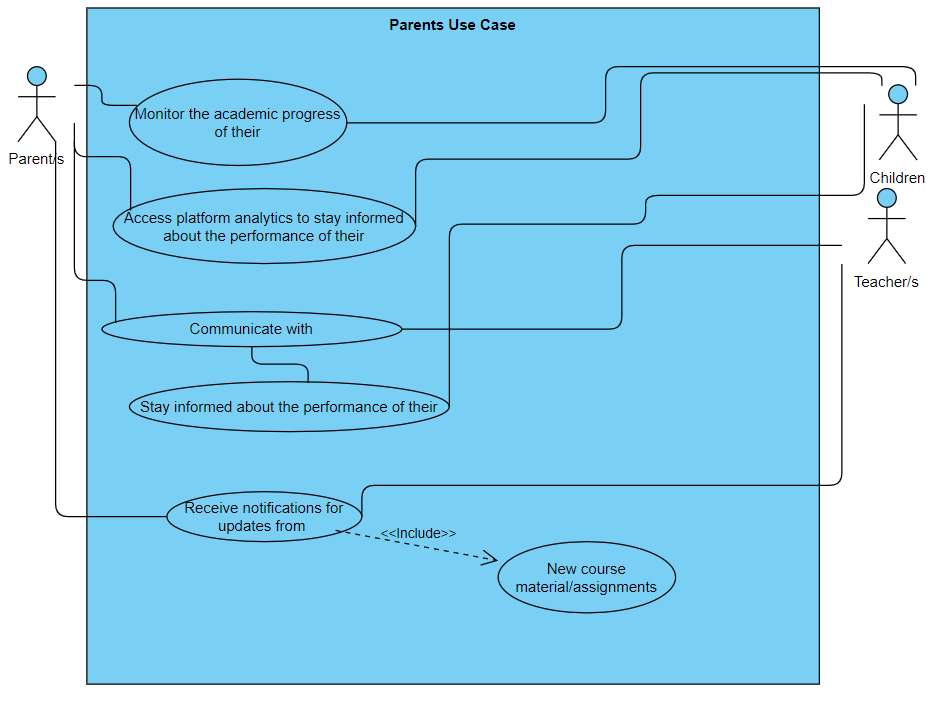 Parents Use Case
Parent/s
Monitor the academic progress
of their
Children
Access platform analytics to stay informed
about the performance of their
Teacher/s
Communicate with
Stay informed about the performance of their
Receive notifications for
updates from
<<Include>>
New course
material/assignments